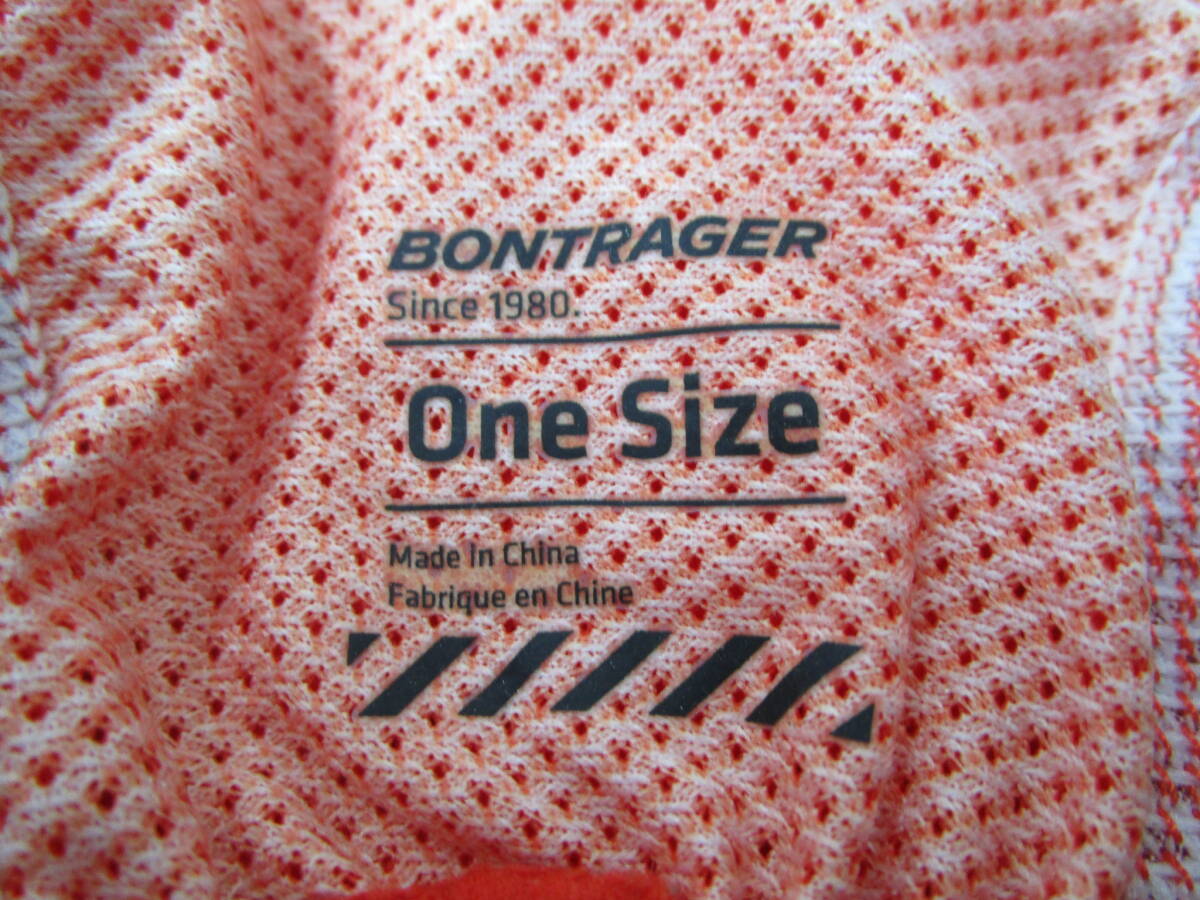 BONTRAGER
Since 1980.
One Size
Made in China
Fabrique en Chine